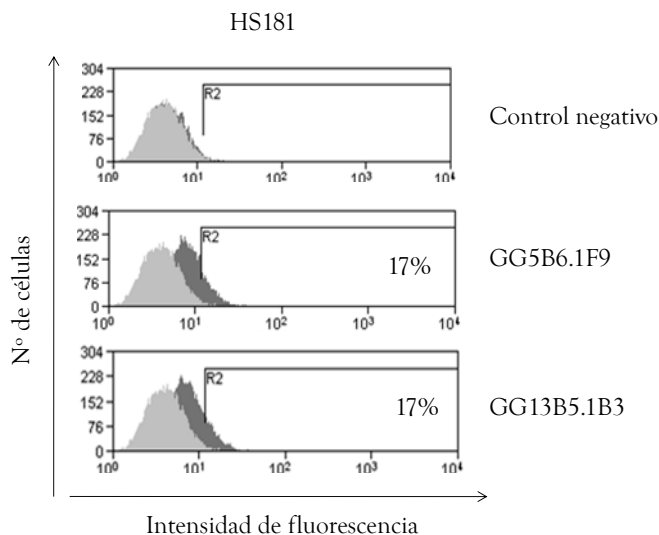 HS181
304
228
152
76
0
R2
10⁰ 10¹ 10² 10³ 10⁴
Control negativo
304
228
152
76
0
R2
17%
10⁰ 10¹ 10² 10³ 10⁴
GG5B6.1F9
304
228
152
76
0
R2
17%
10⁰ 10¹ 10² 10³ 10⁴
GG13B5.1B3
Nº de células
Intensidad de fluorescencia